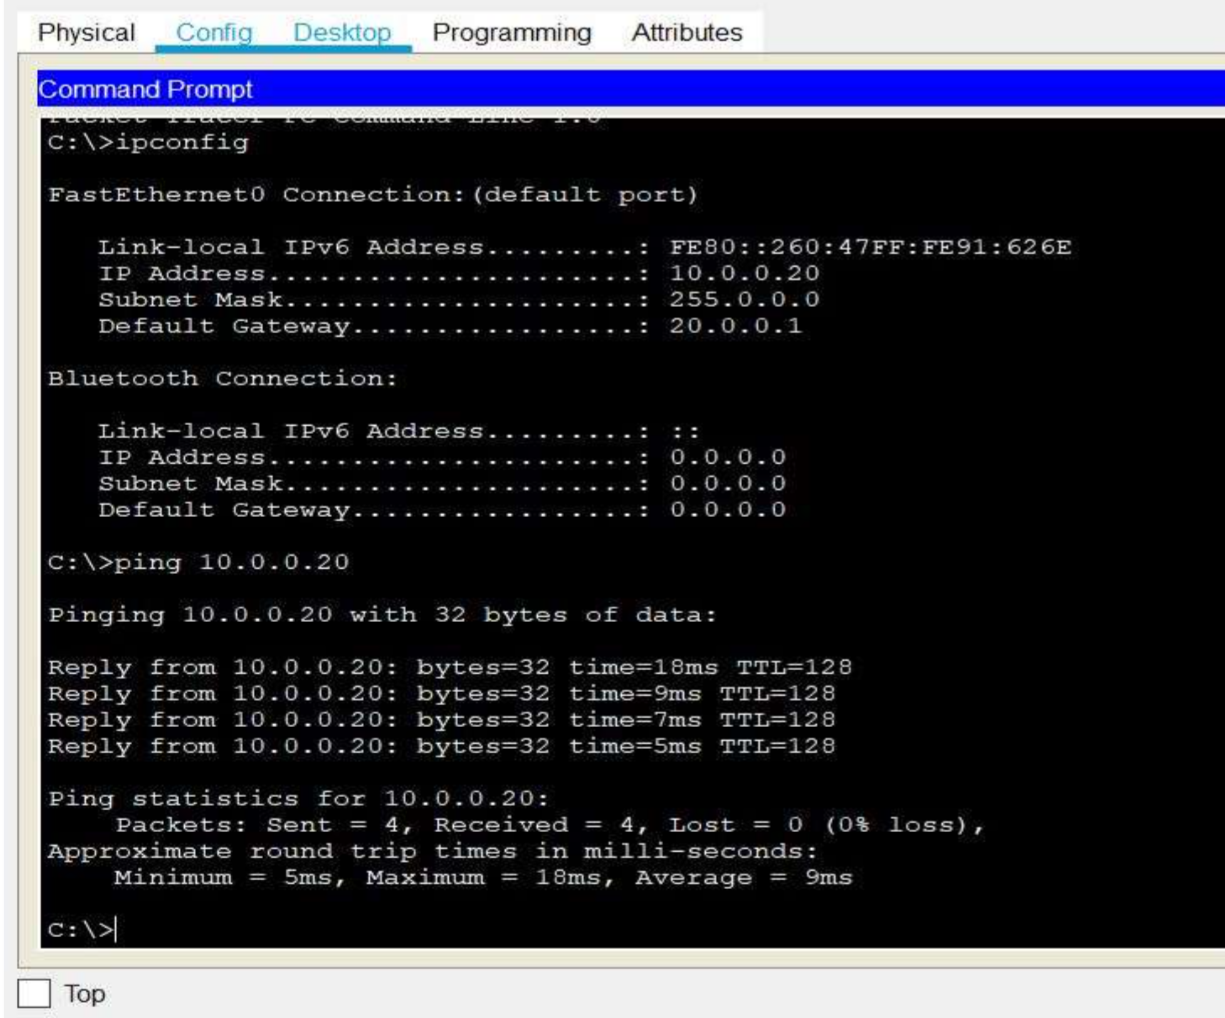 Physical Config Desktop Programming Attributes
Command Prompt
Packet Tracer PC Command Line 1.0
C:\>ipconfig
FastEthernet0 Connection:(default port)
Link-local IPv6 Address.........: FE80::260:47FF:FE91:626E
IP Address......................: 10.0.0.20
Subnet Mask.....................: 255.0.0.0
Default Gateway.................: 20.0.0.1
Bluetooth Connection:
Link-local IPv6 Address.........: ::
IP Address......................: 0.0.0.0
Subnet Mask.....................: 0.0.0.0
Default Gateway.................: 0.0.0.0
C:\>ping 10.0.0.20
Pinging 10.0.0.20 with 32 bytes of data:
Reply from 10.0.0.20: bytes=32 time=18ms TTL=128
Reply from 10.0.0.20: bytes=32 time=9ms TTL=128
Reply from 10.0.0.20: bytes=32 time=7ms TTL=128
Reply from 10.0.0.20: bytes=32 time=5ms TTL=128
Ping statistics for 10.0.0.20:
Packets: Sent = 4, Received = 4, Lost = 0 (0% loss),
Approximate round trip times in milli-seconds:
Minimum = 5ms, Maximum = 18ms, Average = 9ms
C:\>
Top